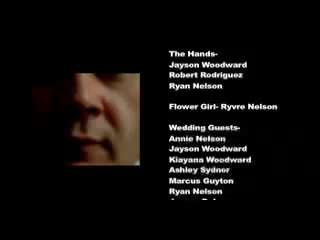 The Hands-
Jayson Woodward
Robert Rodriguez
Ryan Nelson
Flower Girl- Ryvre Nelson
Wedding Guests-
Annie Nelson
Jayson Woodward
Kiayana Woodward
Ashley Sydnor
Marcus Guyton
Ryan Nelson